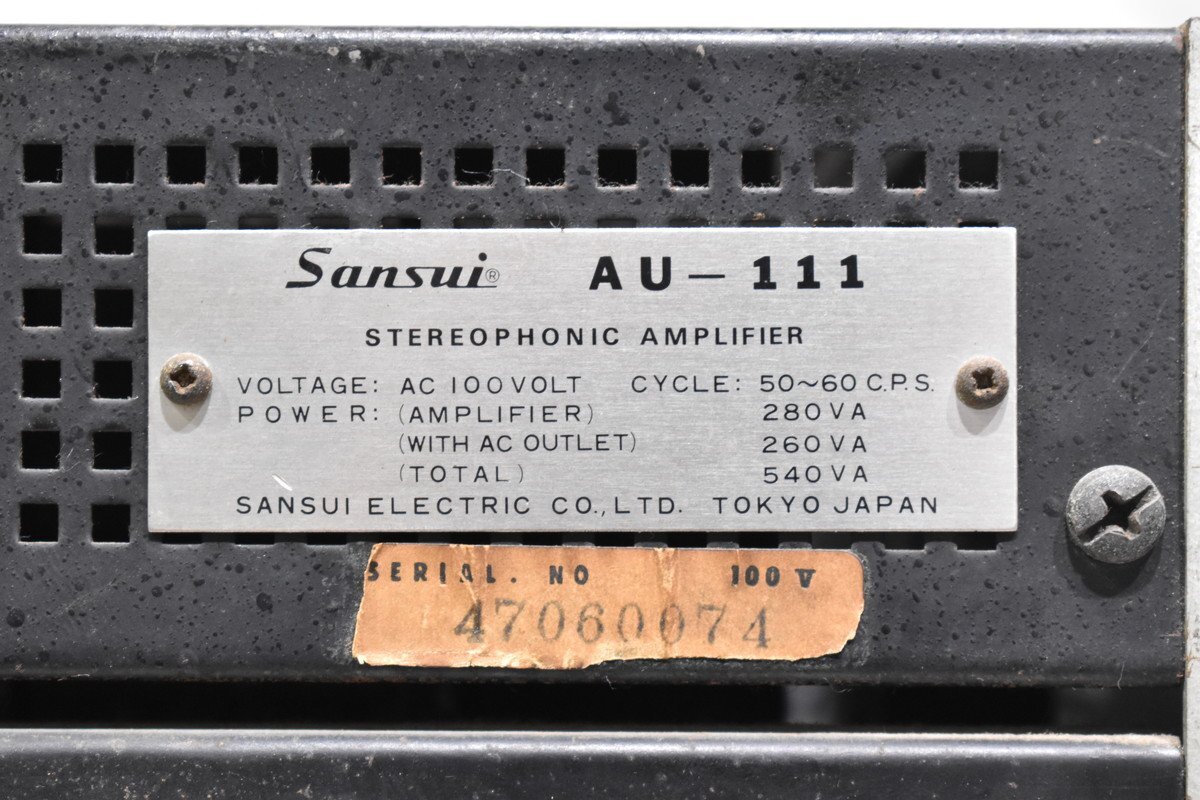 Sansui® AU-111
STEREOPHONIC AMPLIFIER
VOLTAGE: AC 100 VOLT CYCLE: 50~60 C.P.S.
POWER: (AMPLIFIER) 280 VA
(WITH AC OUTLET) 260 VA
(TOTAL) 540 VA
SANSUI ELECTRIC CO., LTD. TOKYO JAPAN
SERIAL. NO 100 V
47060074